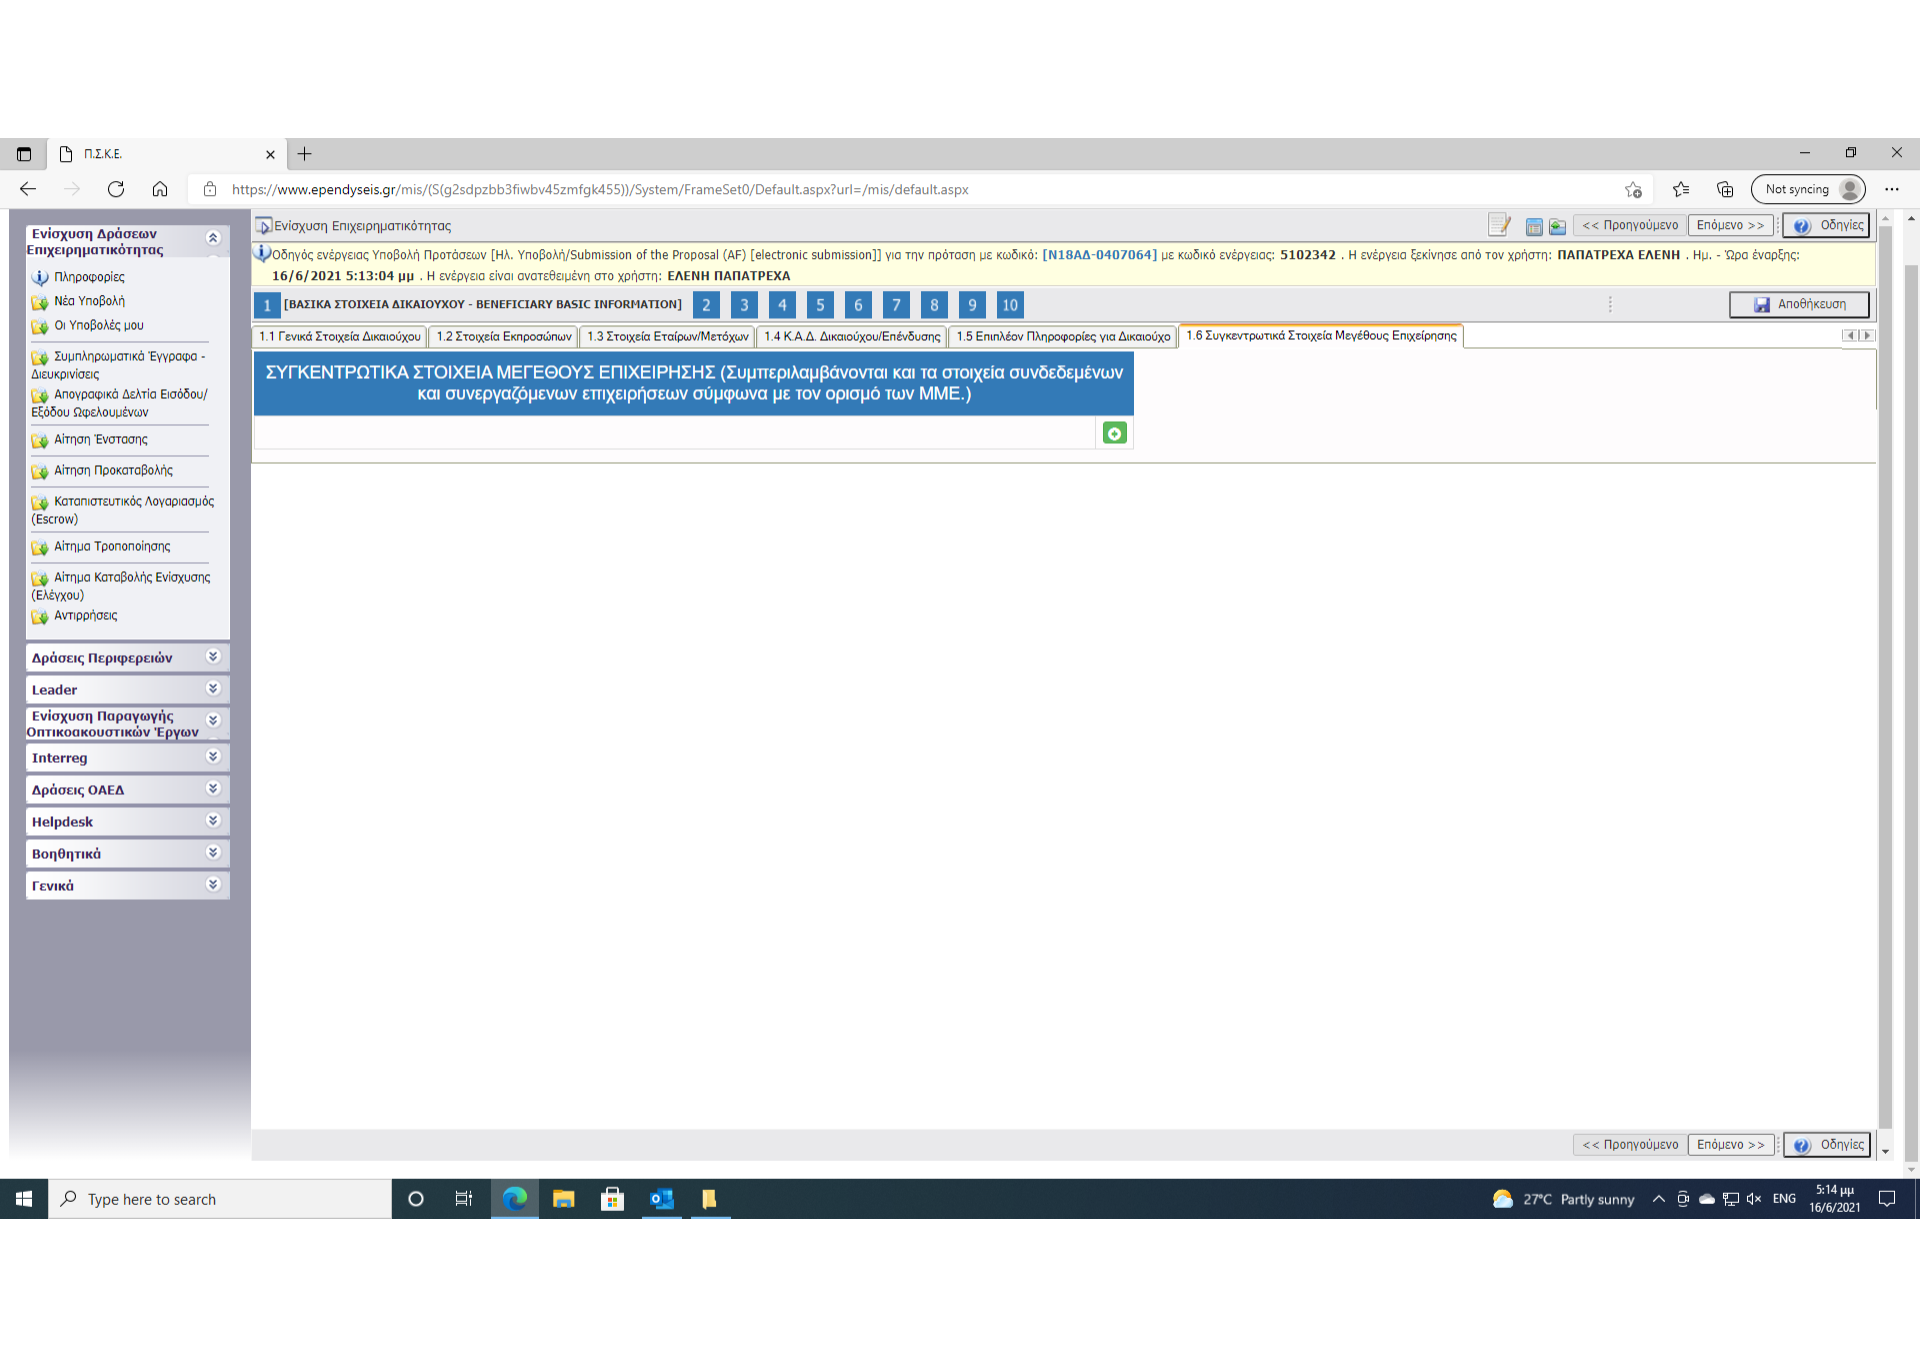 Π.Σ.Κ.Ε.
https://www.ependyseis.gr/mis/(S(g2sdpzbb3fiwbv45zmfgk455))/System/FrameSet0/Default.aspx?url=/mis/default.aspx
Not syncing
Ενίσχυση Δράσεων
Επιχειρηματικότητας
Πληροφορίες
Νέα Υποβολή
Οι Υποβολές μου
Συμπληρωματικά Έγγραφα -
Διευκρινίσεις
Απογραφικά Δελτία Εισόδου/
Εξόδου Ωφελουμένων
Αίτηση Ένστασης
Αίτηση Προκαταβολής
Καταπιστευτικός Λογαριασμός
(Escrow)
Αίτημα Τροποποίησης
Αίτημα Καταβολής Ενίσχυσης
(Ελέγχου)
Αντιρρήσεις
Δράσεις Περιφερειών
Leader
Ενίσχυση Παραγωγής
Οπτικοακουστικών Έργων
Interreg
Δράσεις ΟΑΕΔ
Helpdesk
Βοηθητικά
Γενικά
Ενίσχυση Επιχειρηματικότητας
<< Προηγούμενο Επόμενο >> Οδηγίες
Οδηγός ενέργειας Υποβολή Προτάσεων [Ηλ. Υποβολή/Submission of the Proposal (AF) [electronic submission]] για την πρόταση με κωδικό: [Ν18ΑΔ-0407064] με κωδικό ενέργειας: 5102342 . Η ενέργεια ξεκίνησε από τον χρήστη: ΠΑΠΑΤΡΕΧΑ ΕΛΕΝΗ . Ημ. - Ώρα έναρξης:
16/6/2021 5:13:04 μμ . Η ενέργεια είναι ανατεθειμένη στο χρήστη: ΕΛΕΝΗ ΠΑΠΑΤΡΕΧΑ
1 [ΒΑΣΙΚΑ ΣΤΟΙΧΕΙΑ ΔΙΚΑΙΟΥΧΟΥ - BENEFICIARY BASIC INFORMATION] 2 3 4 5 6 7 8 9 10 Αποθήκευση
1.1 Γενικά Στοιχεία Δικαιούχου 1.2 Στοιχεία Εκπροσώπων 1.3 Στοιχεία Εταίρων/Μετόχων 1.4 Κ.Α.Δ. Δικαιούχου/Επένδυσης 1.5 Επιπλέον Πληροφορίες για Δικαιούχο 1.6 Συγκεντρωτικά Στοιχεία Μεγέθους Επιχείρησης
ΣΥΓΚΕΝΤΡΩΤΙΚΑ ΣΤΟΙΧΕΙΑ ΜΕΓΕΘΟΥΣ ΕΠΙΧΕΙΡΗΣΗΣ (Συμπεριλαμβάνονται και τα στοιχεία συνδεδεμένων
και συνεργαζόμενων επιχειρήσεων σύμφωνα με τον ορισμό των ΜΜΕ.)
<< Προηγούμενο Επόμενο >> Οδηγίες
Type here to search
27°C Partly sunny ENG
5:14 μμ
16/6/2021